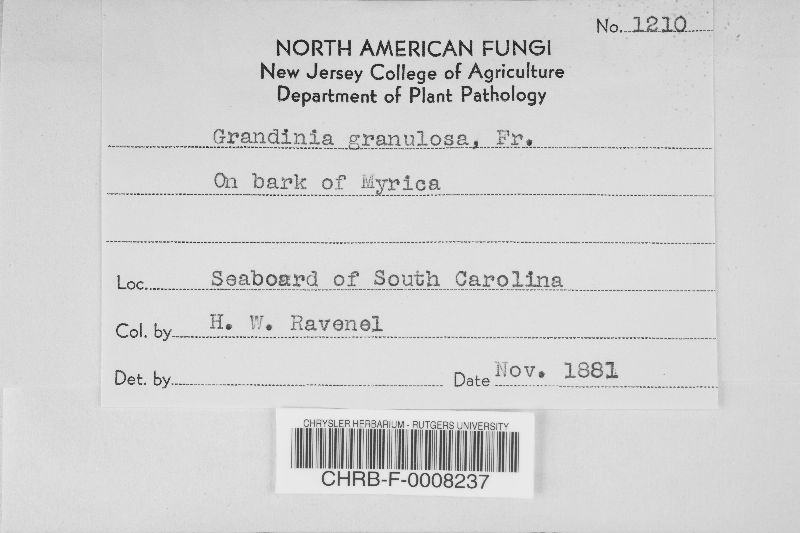 No. 1210
NORTH AMERICAN FUNGI
New Jersey College of Agriculture
Department of Plant Pathology
Grandinia granulosa, Fr.
On bark of Myrica
Loc. Seaboard of South Carolina
Col. by H. W. Ravenel
Det. by
Date Nov. 1881
CHRYSLER HERBARIUM - RUTGERS UNIVERSITY
CHRB-F-0008237